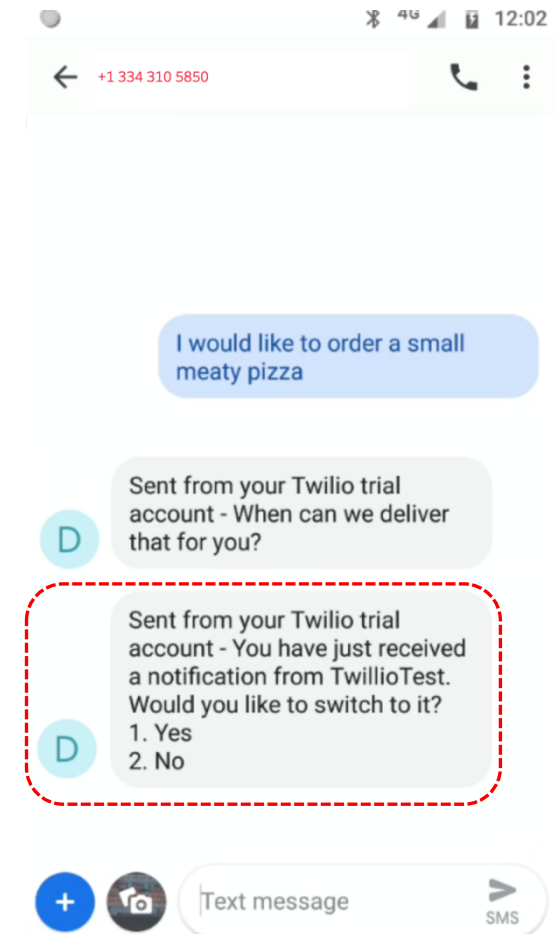 4G 12:02
+1 334 310 5850
I would like to order a small
meaty pizza
Sent from your Twilio trial
account - When can we deliver
that for you?
D
Sent from your Twilio trial
account - You have just received
a notification from TwillioTest.
Would you like to switch to it?
1. Yes
2. No
D
Text message
SMS